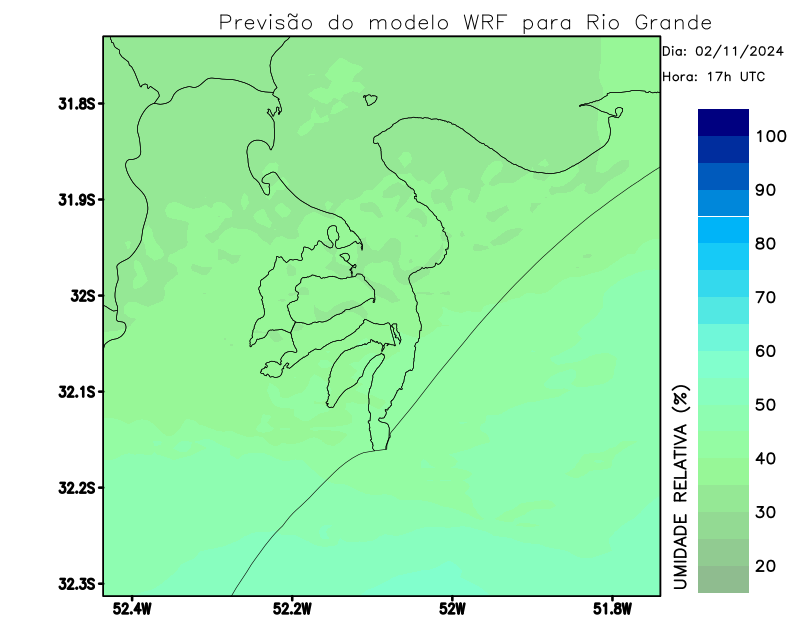 Previsão do modelo WRF para Rio Grande
Dia: 02/11/2024
Hora: 17h UTC
31.8S
31.9S
32S
32.1S
32.2S
32.3S
52.4W
52.2W
52W
51.8W
UMIDADE RELATIVA (%)
100
90
80
70
60
50
40
30
20